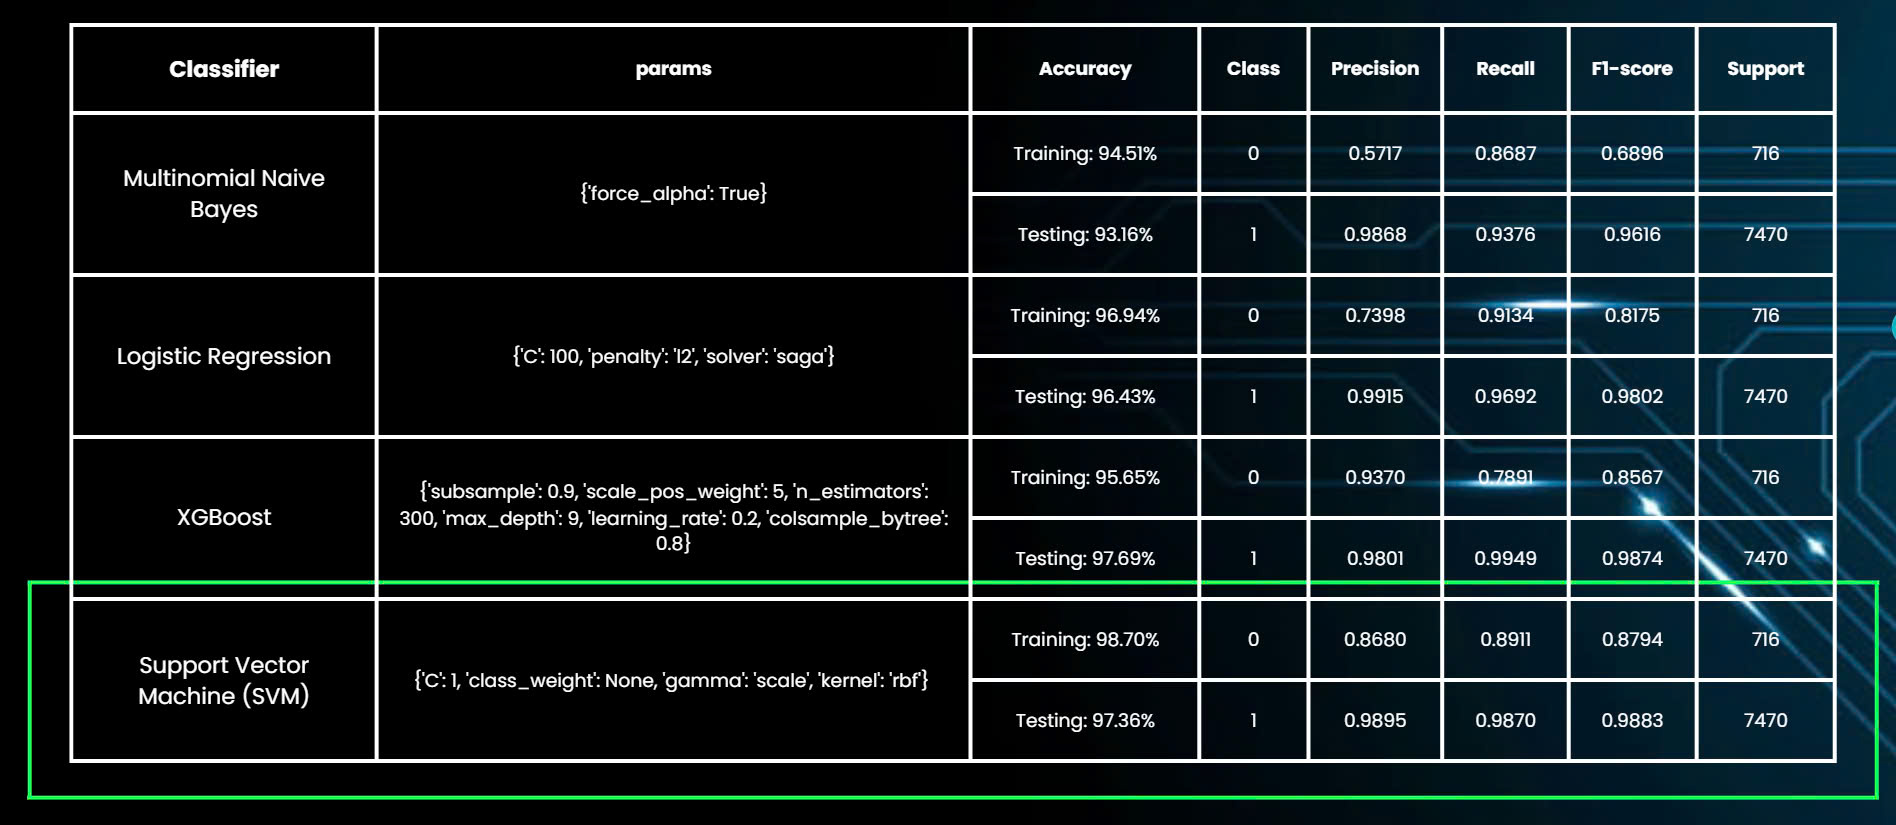 Classifier params Accuracy Class Precision Recall F1-score Support
Multinomial Naive
Bayes
{'force_alpha': True}
Training: 94.51% 0 0.5717 0.8687 0.6896 716
Testing: 93.16% 1 0.9868 0.9376 0.9616 7470
Logistic Regression
{'C': 100, 'penalty': 'l2', 'solver': 'saga'}
Training: 96.94% 0 0.7398 0.9134 0.8175 716
Testing: 96.43% 1 0.9915 0.9692 0.9802 7470
XGBoost
{'subsample': 0.9, 'scale_pos_weight': 5, 'n_estimators':
300, 'max_depth': 9, 'learning_rate': 0.2, 'colsample_bytree':
0.8}
Training: 95.65% 0 0.9370 0.7891 0.8567 716
Testing: 97.69% 1 0.9801 0.9949 0.9874 7470
Support Vector
Machine (SVM)
{'C': 1, 'class_weight': None, 'gamma': 'scale', 'kernel': 'rbf'}
Training: 98.70% 0 0.8680 0.8911 0.8794 716
Testing: 97.36% 1 0.9895 0.9870 0.9883 7470